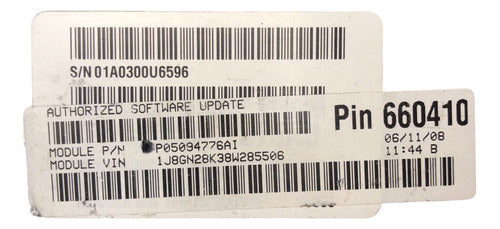 S/N 01A0300U6596
AUTHORIZED SOFTWARE UPDATE
Pin 660410
MODULE P/N P05094776AI 06/11/08
MODULE VIN 1J8GN28K38W285506 11:44 B